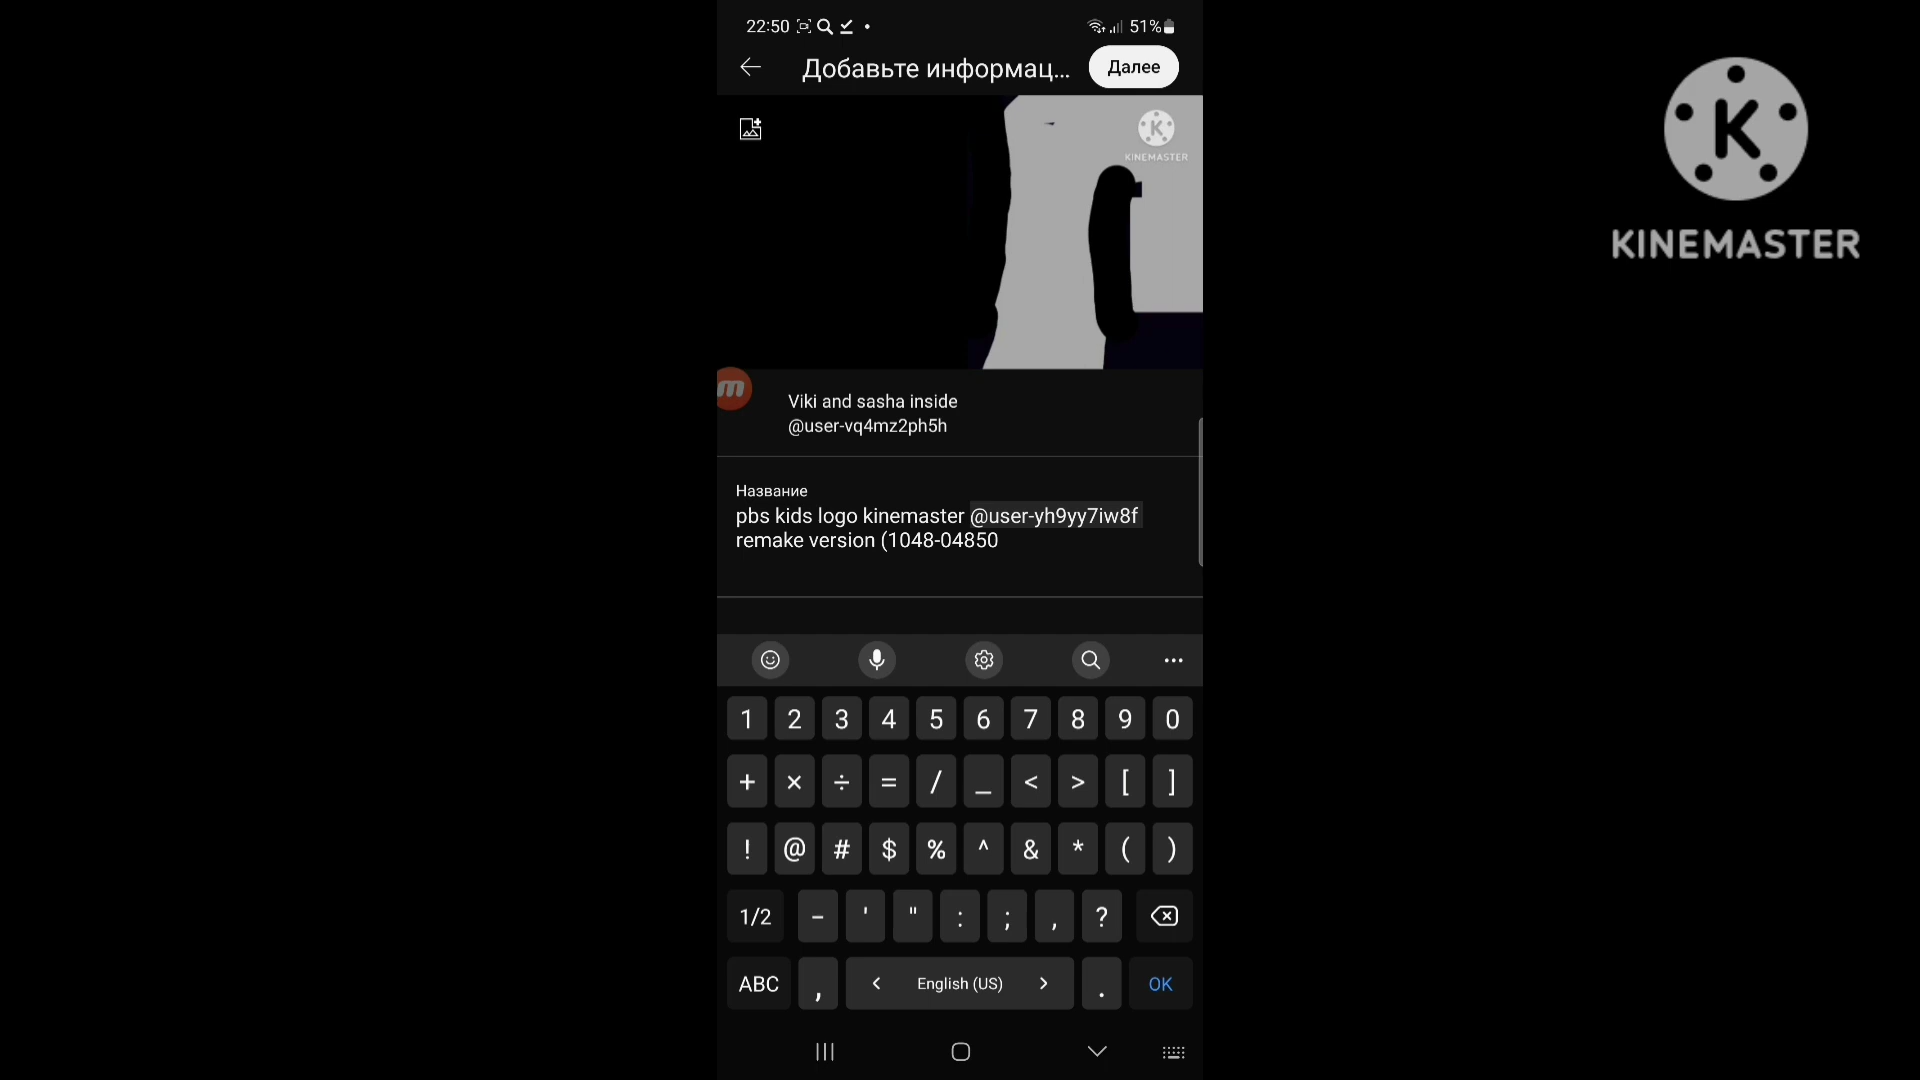 22:50
51%
Добавьте информац...
Далее
K
KINEMASTER
K
KINEMASTER
m
Viki and sasha inside
@user-vq4mz2ph5h
Название
pbs kids logo kinemaster @user-yh9yy7iw8f
remake version (1048-04850
1 2 3 4 5 6 7 8 9 0
+ × ÷ = / _ < > [ ]
! @ # $ % ^ & * ( )
1/2 - ' " : ; , ?
ABC , < English (US) > . OK